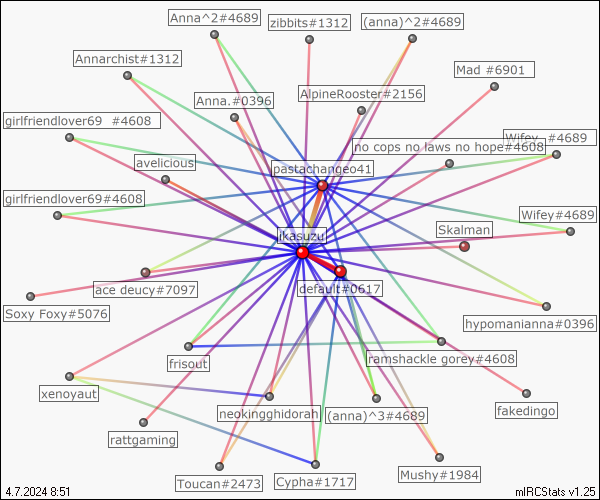 Anna^2#4689
zibbits#1312
(anna)^2#4689
Annarchist#1312
Mad #6901
Anna.#0396
AlpineRooster#2156
girlfriendlover69 #4608
Wifey #4689
no cops no laws no hope#4608
avelicious
pastachangeo41
girlfriendlover69#4608
Wifey#4689
Skalman
ikasuzu
ace deucy#7097
default#0617
Soxy Foxy#5076
hypomanianna#0396
frisout
ramshackle gorey#4608
xenoyaut
neokingghidorah
(anna)^3#4689
fakedingo
rattgaming
Toucan#2473
Cypha#1717
Mushy#1984
4.7.2024 8:51
mIRCStats v1.25